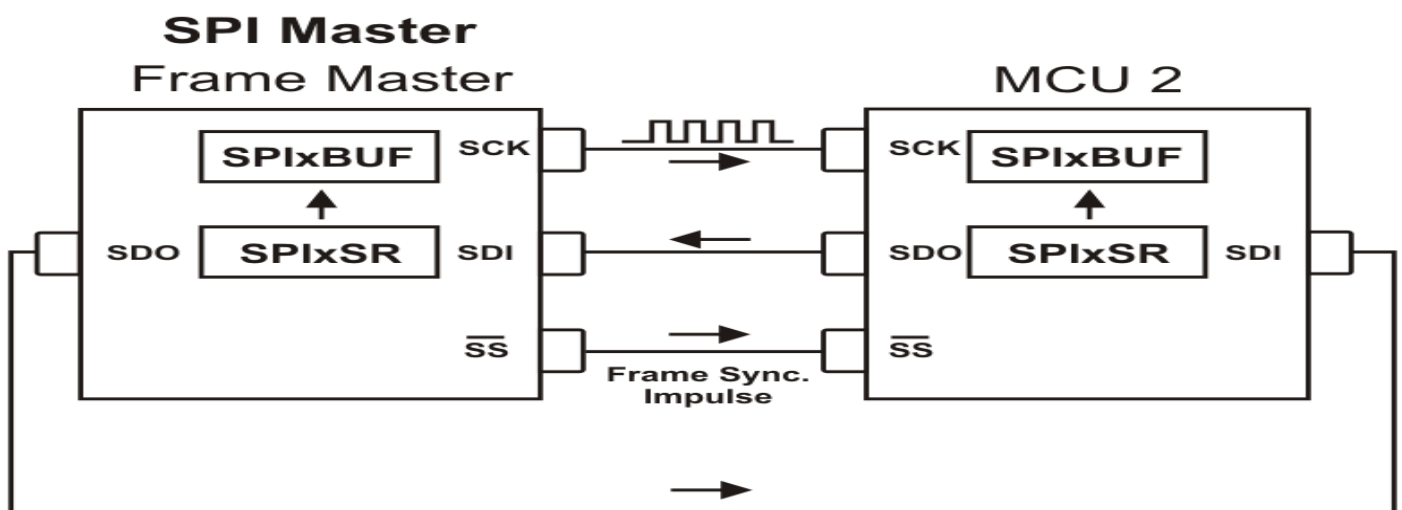 SPI Master
Frame Master
MCU 2
SPIxBUF
SCK
SCK
SPIxBUF
SDO
SPIxSR
SDI
SDO
SPIxSR
SDI
SS
SS
Frame Sync.
Impulse